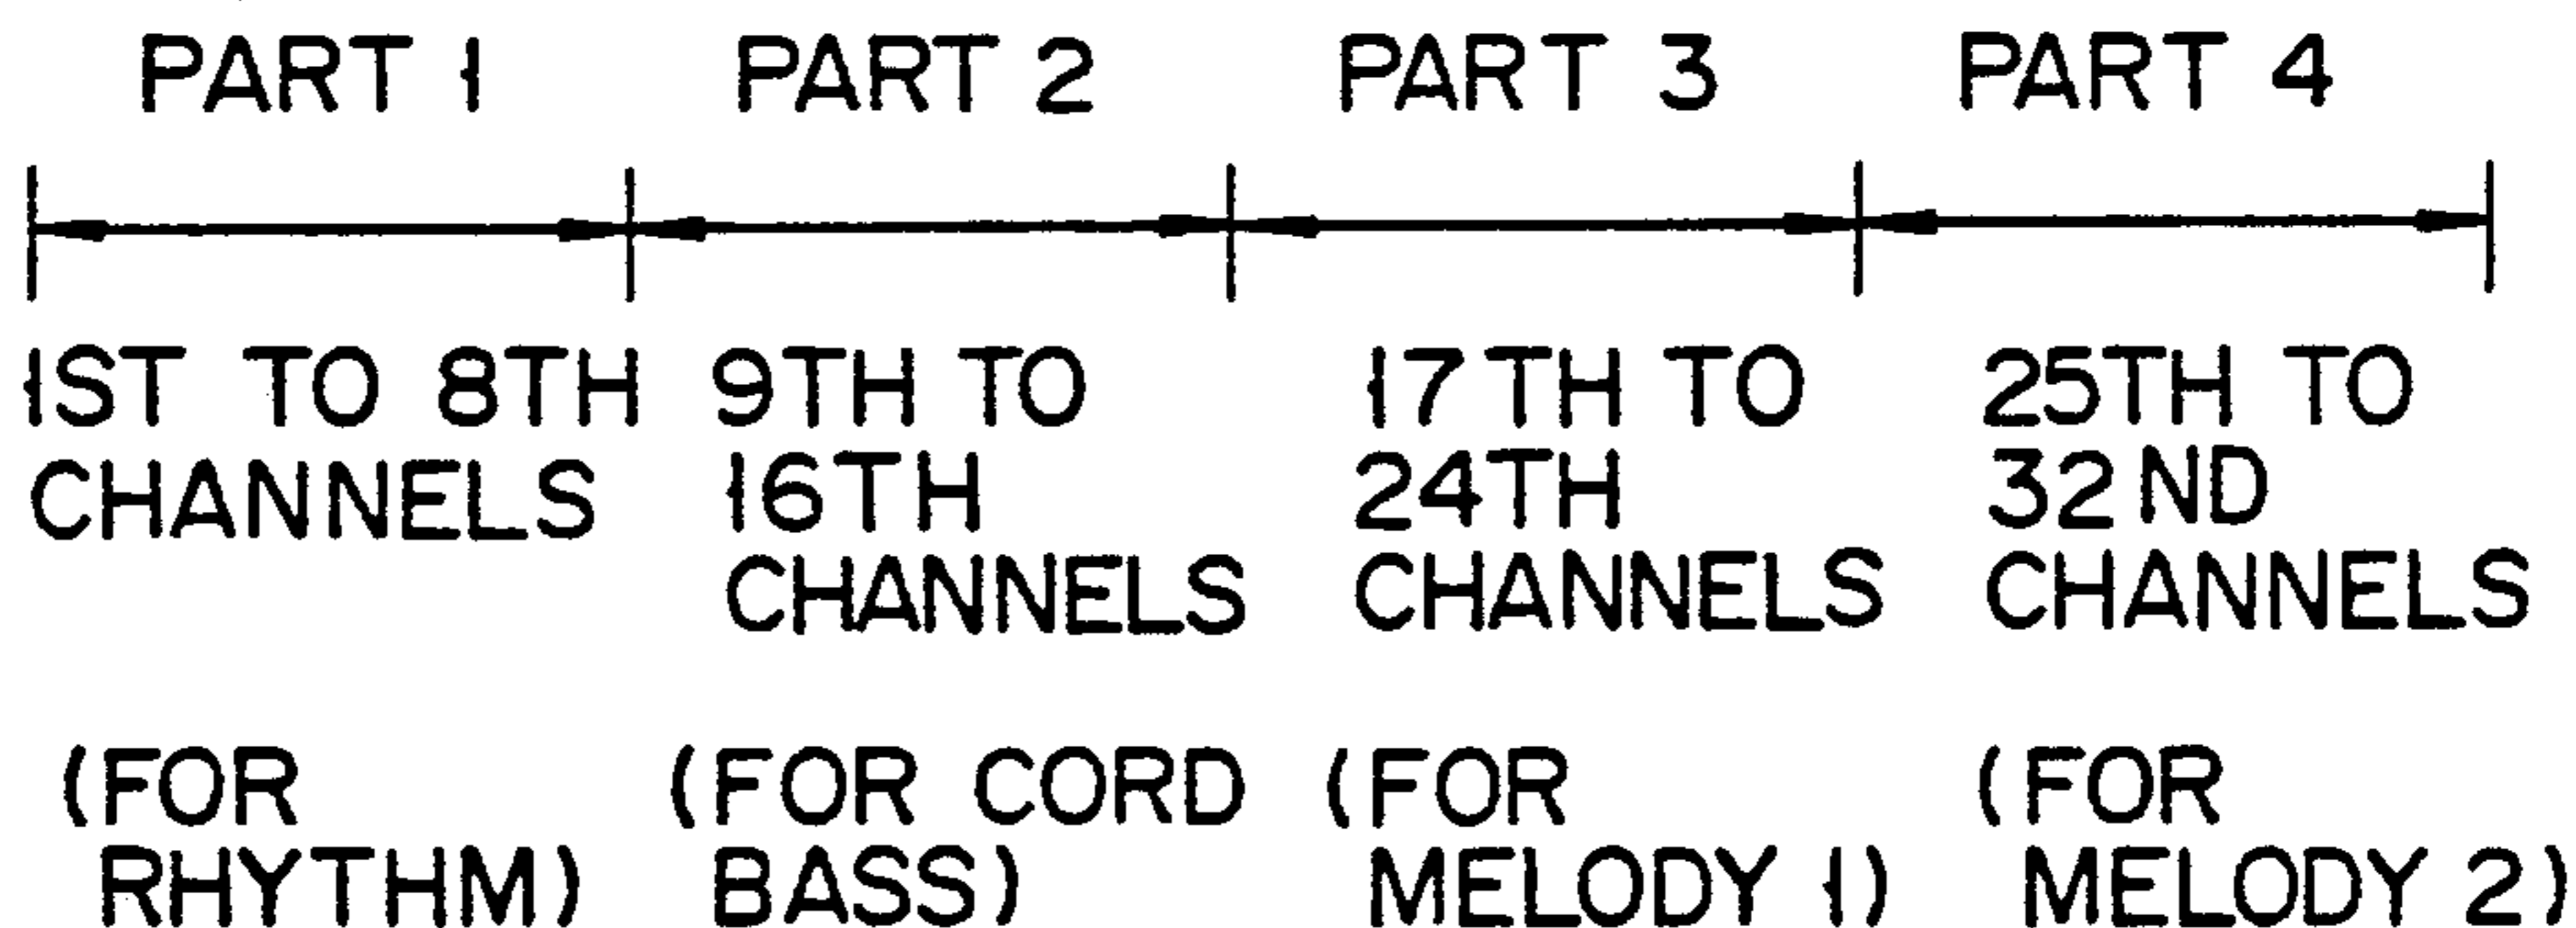 PART 1 PART 2 PART 3 PART 4
1ST TO 8TH 9TH TO 17TH TO 25TH TO
CHANNELS 16TH 24TH 32ND
CHANNELS CHANNELS CHANNELS
(FOR (FOR CORD (FOR (FOR
RHYTHM) BASS) MELODY 1) MELODY 2)